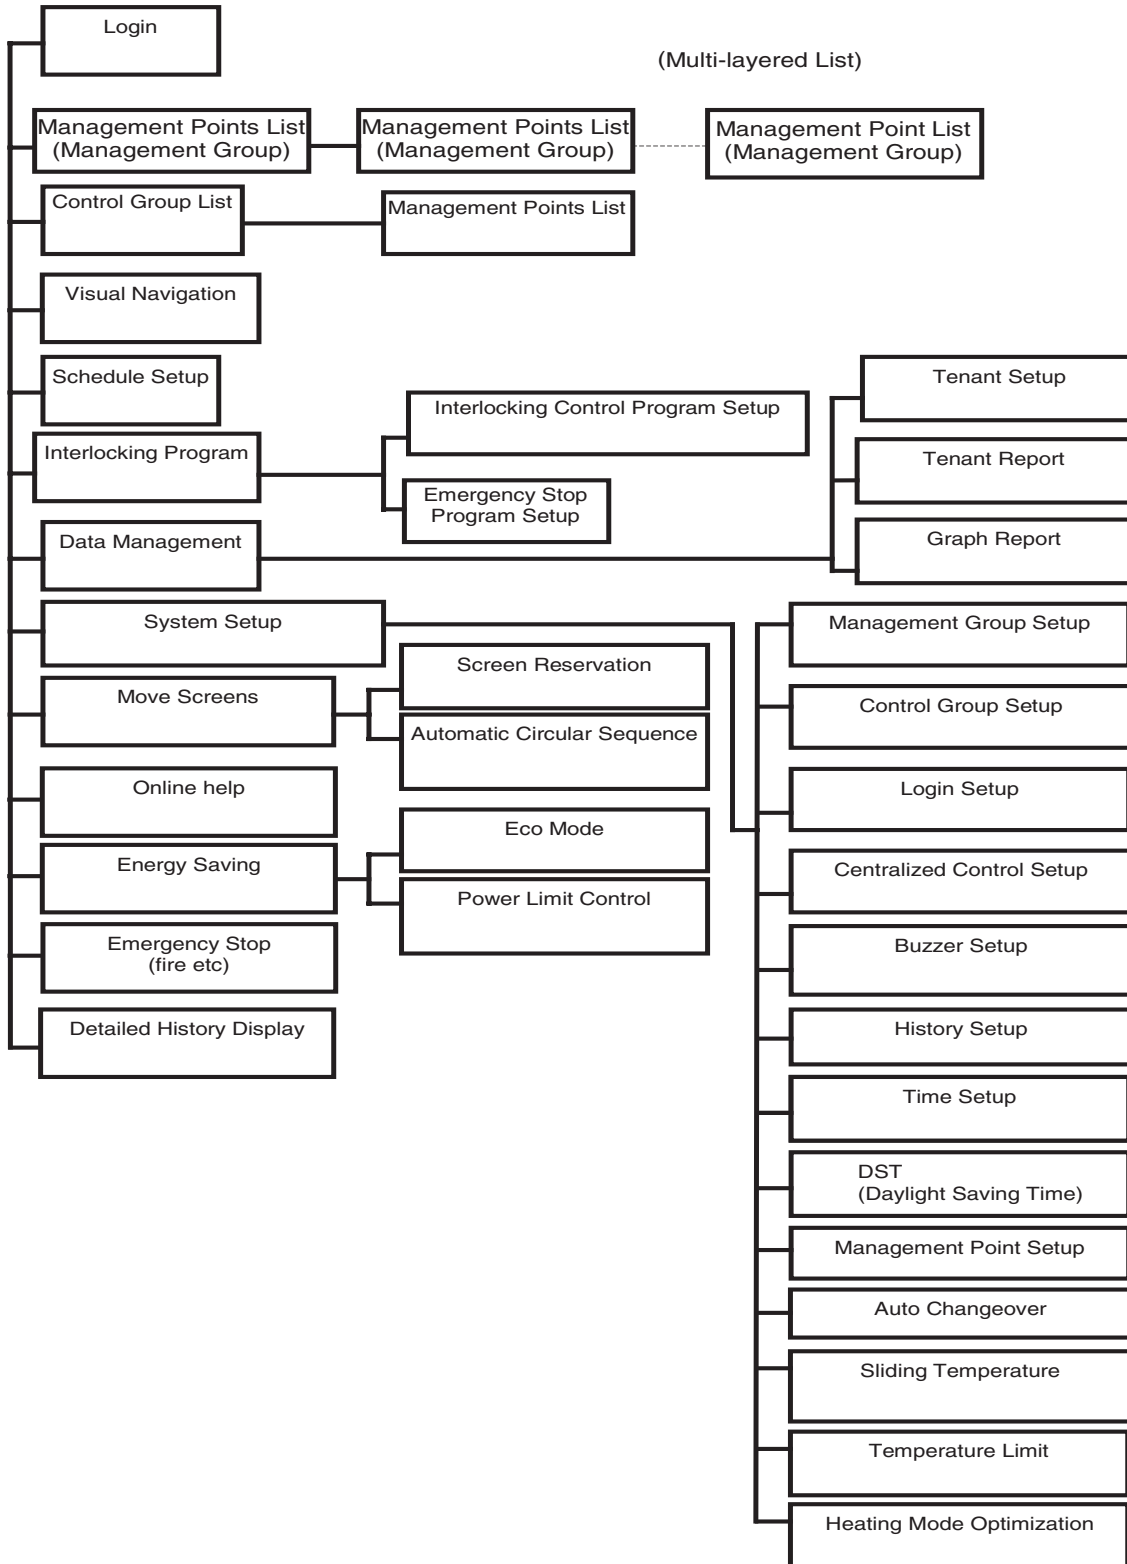 Login
(Multi-layered List)
Management Points List
(Management Group)
Management Points List
(Management Group)
Management Point List
(Management Group)
Control Group List
Management Points List
Visual Navigation
Schedule Setup
Interlocking Program
Interlocking Control Program Setup
Emergency Stop
Program Setup
Data Management
Tenant Setup
Tenant Report
Graph Report
System Setup
Management Group Setup
Control Group Setup
Login Setup
Centralized Control Setup
Buzzer Setup
History Setup
Time Setup
DST
(Daylight Saving Time)
Management Point Setup
Auto Changeover
Sliding Temperature
Temperature Limit
Heating Mode Optimization
Move Screens
Screen Reservation
Automatic Circular Sequence
Online help
Energy Saving
Eco Mode
Power Limit Control
Emergency Stop
(fire etc)
Detailed History Display